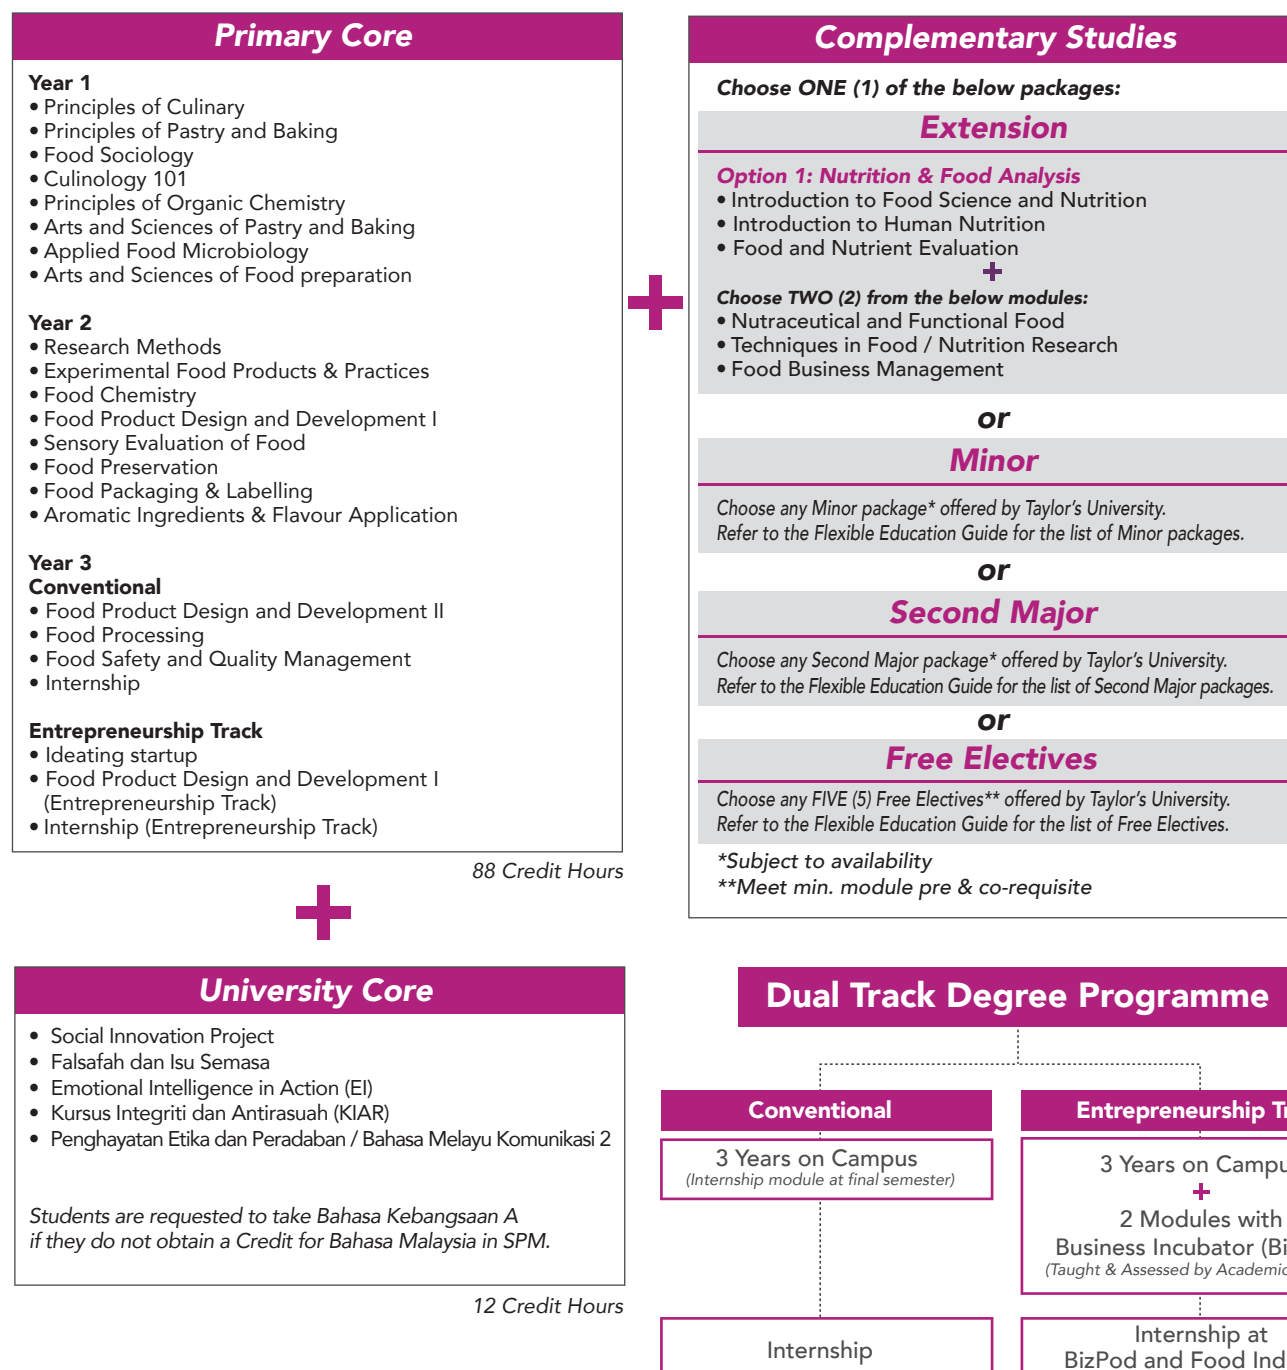 Primary Core
Year 1
• Principles of Culinary
• Principles of Pastry and Baking
• Food Sociology
• Culinology 101
• Principles of Organic Chemistry
• Arts and Sciences of Pastry and Baking
• Applied Food Microbiology
• Arts and Sciences of Food preparation
Year 2
• Research Methods
• Experimental Food Products & Practices
• Food Chemistry
• Food Product Design and Development I
• Sensory Evaluation of Food
• Food Preservation
• Food Packaging & Labelling
• Aromatic Ingredients & Flavour Application
Year 3
Conventional
• Food Product Design and Development II
• Food Processing
• Food Safety and Quality Management
• Internship
Entrepreneurship Track
• Ideating startup
• Food Product Design and Development I
(Entrepreneurship Track)
• Internship (Entrepreneurship Track)
88 Credit Hours
+
Complementary Studies
Choose ONE (1) of the below packages:
Extension
Option 1: Nutrition & Food Analysis
• Introduction to Food Science and Nutrition
• Introduction to Human Nutrition
• Food and Nutrient Evaluation
+
Choose TWO (2) from the below modules:
• Nutraceutical and Functional Food
• Techniques in Food / Nutrition Research
• Food Business Management
or
Minor
Choose any Minor package* offered by Taylor's University.
Refer to the Flexible Education Guide for the list of Minor packages.
or
Second Major
Choose any Second Major package* offered by Taylor's University.
Refer to the Flexible Education Guide for the list of Second Major packages.
or
Free Electives
Choose any FIVE (5) Free Electives** offered by Taylor's University.
Refer to the Flexible Education Guide for the list of Free Electives.
*Subject to availability
**Meet min. module pre & co-requisite
+
University Core
• Social Innovation Project
• Falsafah dan Isu Semasa
• Emotional Intelligence in Action (EI)
• Kursus Integriti dan Antirasuah (KIAR)
• Penghayatan Etika dan Peradaban / Bahasa Melayu Komunikasi 2
Students are requested to take Bahasa Kebangsaan A
if they do not obtain a Credit for Bahasa Malaysia in SPM.
12 Credit Hours
Dual Track Degree Programme
Conventional
3 Years on Campus
(Internship module at final semester)
Internship
Entrepreneurship
3 Years on
+
2 Modules with
Business Incubator
(Taught & Assessed by
Internship at
BizPod and Food